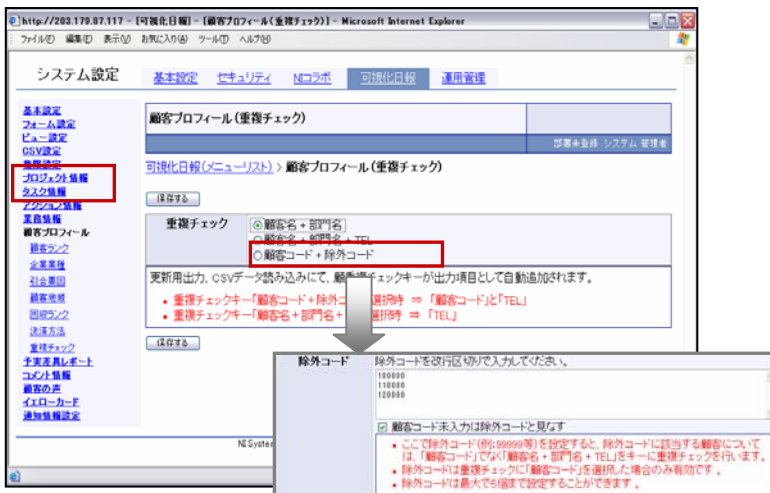 http://203.179.87.117 - [可視化日報] - [顧客プロフィール(重複チェック)] - Microsoft Internet Explorer
ファイル(F) 編集(E) 表示(V) お気に入り(A) ツール(T) ヘルプ(H)
システム設定 基本設定 セキュリティ NIコラボ 可視化日報 運用管理
基本設定
フォーム設定
ビュー設定
CSV設定
プロジェクト情報
タスク情報
アクション情報
業務情報
顧客プロフィール
顧客ランク
企業業種
引合要因
顧客地域
回収ランク
決済方法
重複チェック
予実差異レポート
コメント情報
顧客の声
イエローカード
通知情報設定
顧客プロフィール(重複チェック)
部署未登録 システム 管理者
可視化日報(メニューリスト) > 顧客プロフィール(重複チェック)
保存する
重複チェック
顧客名 + 部門名
顧客名 + 部門名 + TEL
顧客コード + 除外コード
更新用出力、CSVデータ読み込みにて、顧 重複チェックキーが出力項目として自動追加されます。
• 重複チェックキー「顧客コード + 除外コ 選択時 ⇒ 「顧客コード」と「TEL」
• 重複チェックキー「顧客名 + 部門名 + 選択時 ⇒ 「TEL」
保存する
NI Syste
除外コード
除外コードを改行区切りで入力してください。
100000
110000
120000
顧客コード未入力は除外コードと見なす
• ここで除外コード(例:99999等)を設定すると、除外コードに該当する顧客について
は、「顧客コード」でなく「顧客名 + 部門名 + TEL」をキーに重複チェックを行います。
• 除外コードは重複チェックに「顧客コード」を選択した場合のみ有効です。
• 除外コードは最大で5個まで設定することができます。